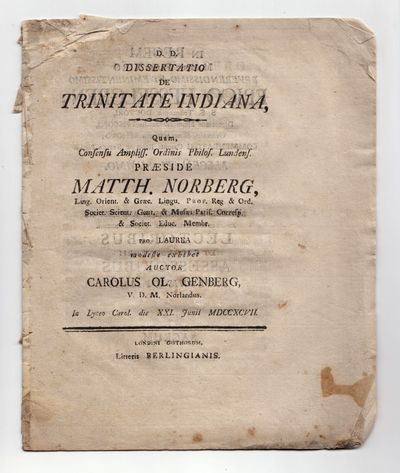 D. D.
DISSERTATIO
DE
TRINITATE INDIANA,
Quam,
Consensu Ampliss. Ordinis Philos. Lundens.
PRÆSIDE
MATTH. NORBERG,
Ling. Orient. & Græc. Lingu. Prof. Reg & Ord.
Societ. Scient. Gott. & Musei Paris. Corresp.
& Societ. Educ. Membr.
PRO LAUREA
modeste exhibet
AUCTOR
CAROLUS OL. GENBERG,
V. D. M. Norlandus.
In Lyceo Carol. die XXI. Junii MDCCXCVII.
LONDINI GOTHORUM,
Litteris BERLINGIANIS.